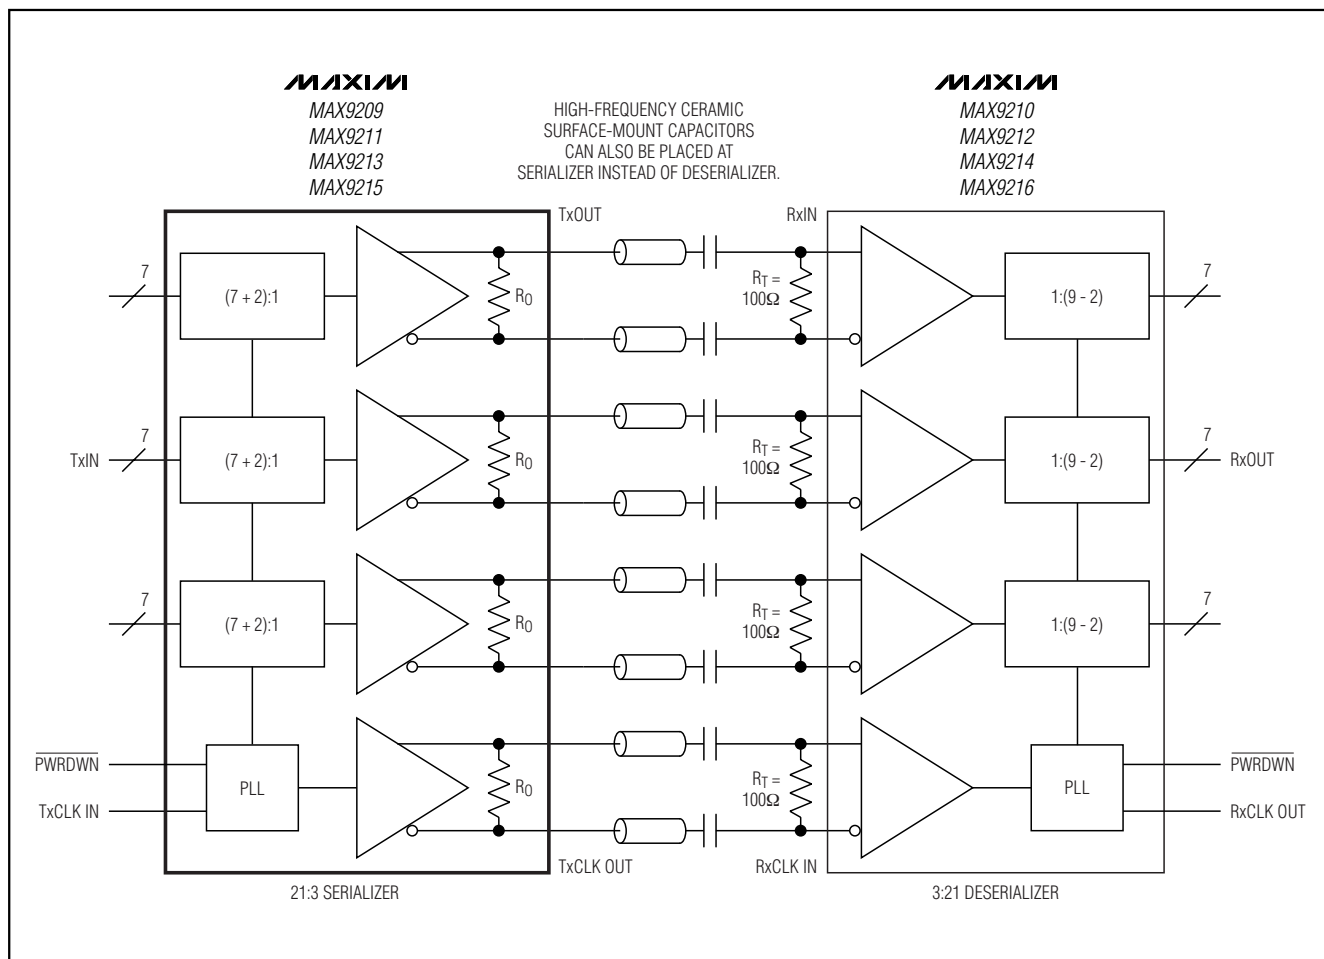 MAXIM
MAX9209
MAX9211
MAX9213
MAX9215
HIGH-FREQUENCY CERAMIC
SURFACE-MOUNT CAPACITORS
CAN ALSO BE PLACED AT
SERIALIZER INSTEAD OF DESERIALIZER.
MAXIM
MAX9210
MAX9212
MAX9214
MAX9216
TxOUT
RxIN
7
(7 + 2):1
RO
RT =
100Ω
1:(9 - 2)
7
TxIN
7
(7 + 2):1
RO
RT =
100Ω
1:(9 - 2)
7
RxOUT
7
(7 + 2):1
RO
RT =
100Ω
1:(9 - 2)
7
PWRDWN
TxCLK IN
PLL
RO
RT =
100Ω
PLL
PWRDWN
RxCLK OUT
TxCLK OUT
RxCLK IN
21:3 SERIALIZER
3:21 DESERIALIZER